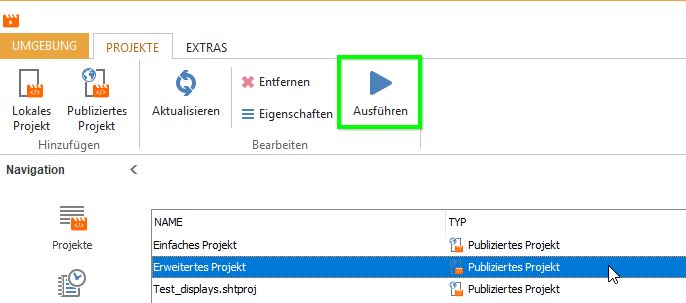 UMGEBUNG PROJEKTE EXTRAS
Lokales Projekt
Publiziertes Projekt
Aktualisieren
Entfernen
Eigenschaften
Ausführen
Hinzufügen
Bearbeiten
Navigation
Projekte
NAME TYP
Einfaches Projekt Publiziertes Projekt
Erweitertes Projekt Publiziertes Projekt
Test_displays.shtproj Publiziertes Projekt